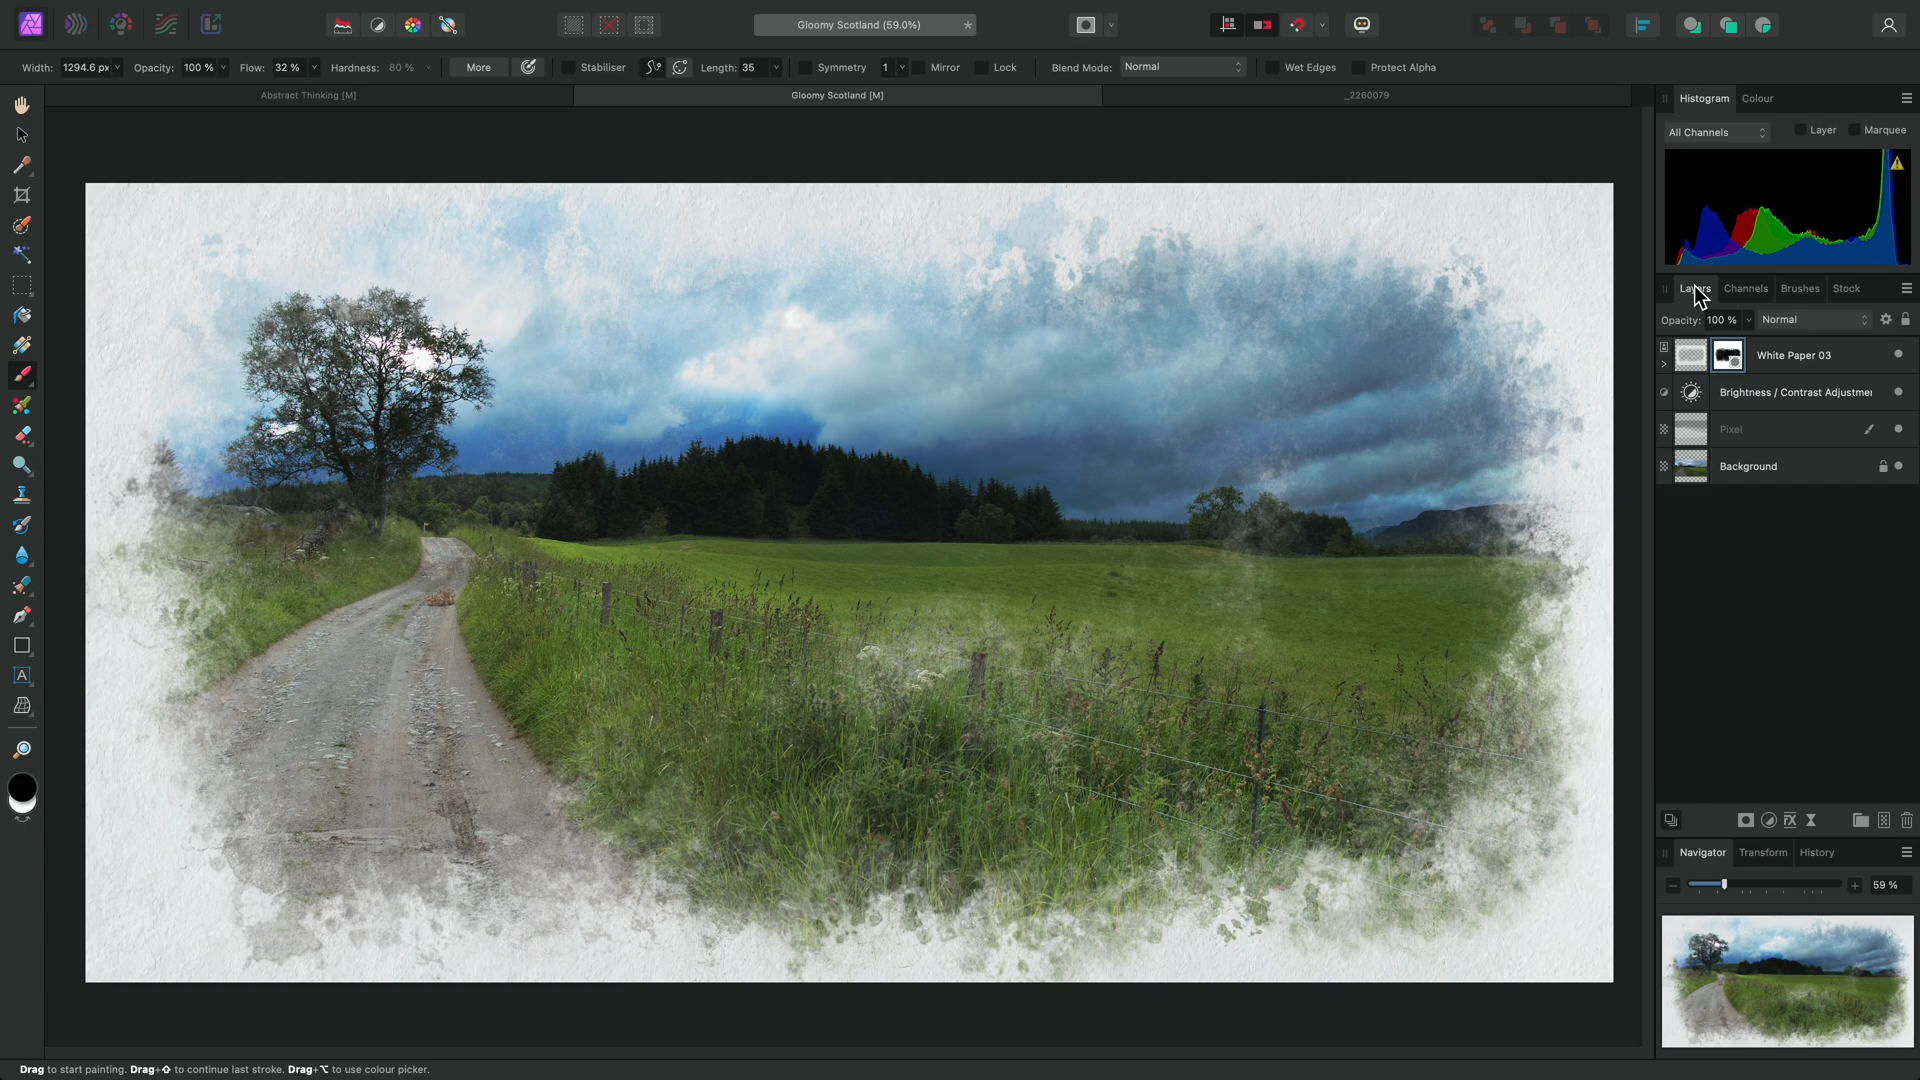 Gloomy Scotland (59.0%)
Width: 1294.6 px Opacity: 100 % Flow: 32 % Hardness: 80 % More Stabiliser Length: 35 Symmetry 1 Mirror Lock Blend Mode: Normal Wet Edges Protect Alpha
Abstract Thinking [M] Gloomy Scotland [M] _2260079
Histogram Colour
All Channels Layer Marquee
Layers Channels Brushes Stock
Opacity: 100 % Normal
White Paper 03
Brightness / Contrast Adjustmen
Pixel
Background
Navigator Transform History
59 %
Drag to start painting. Drag+⇧ to continue last stroke. Drag+⌥ to use colour picker.